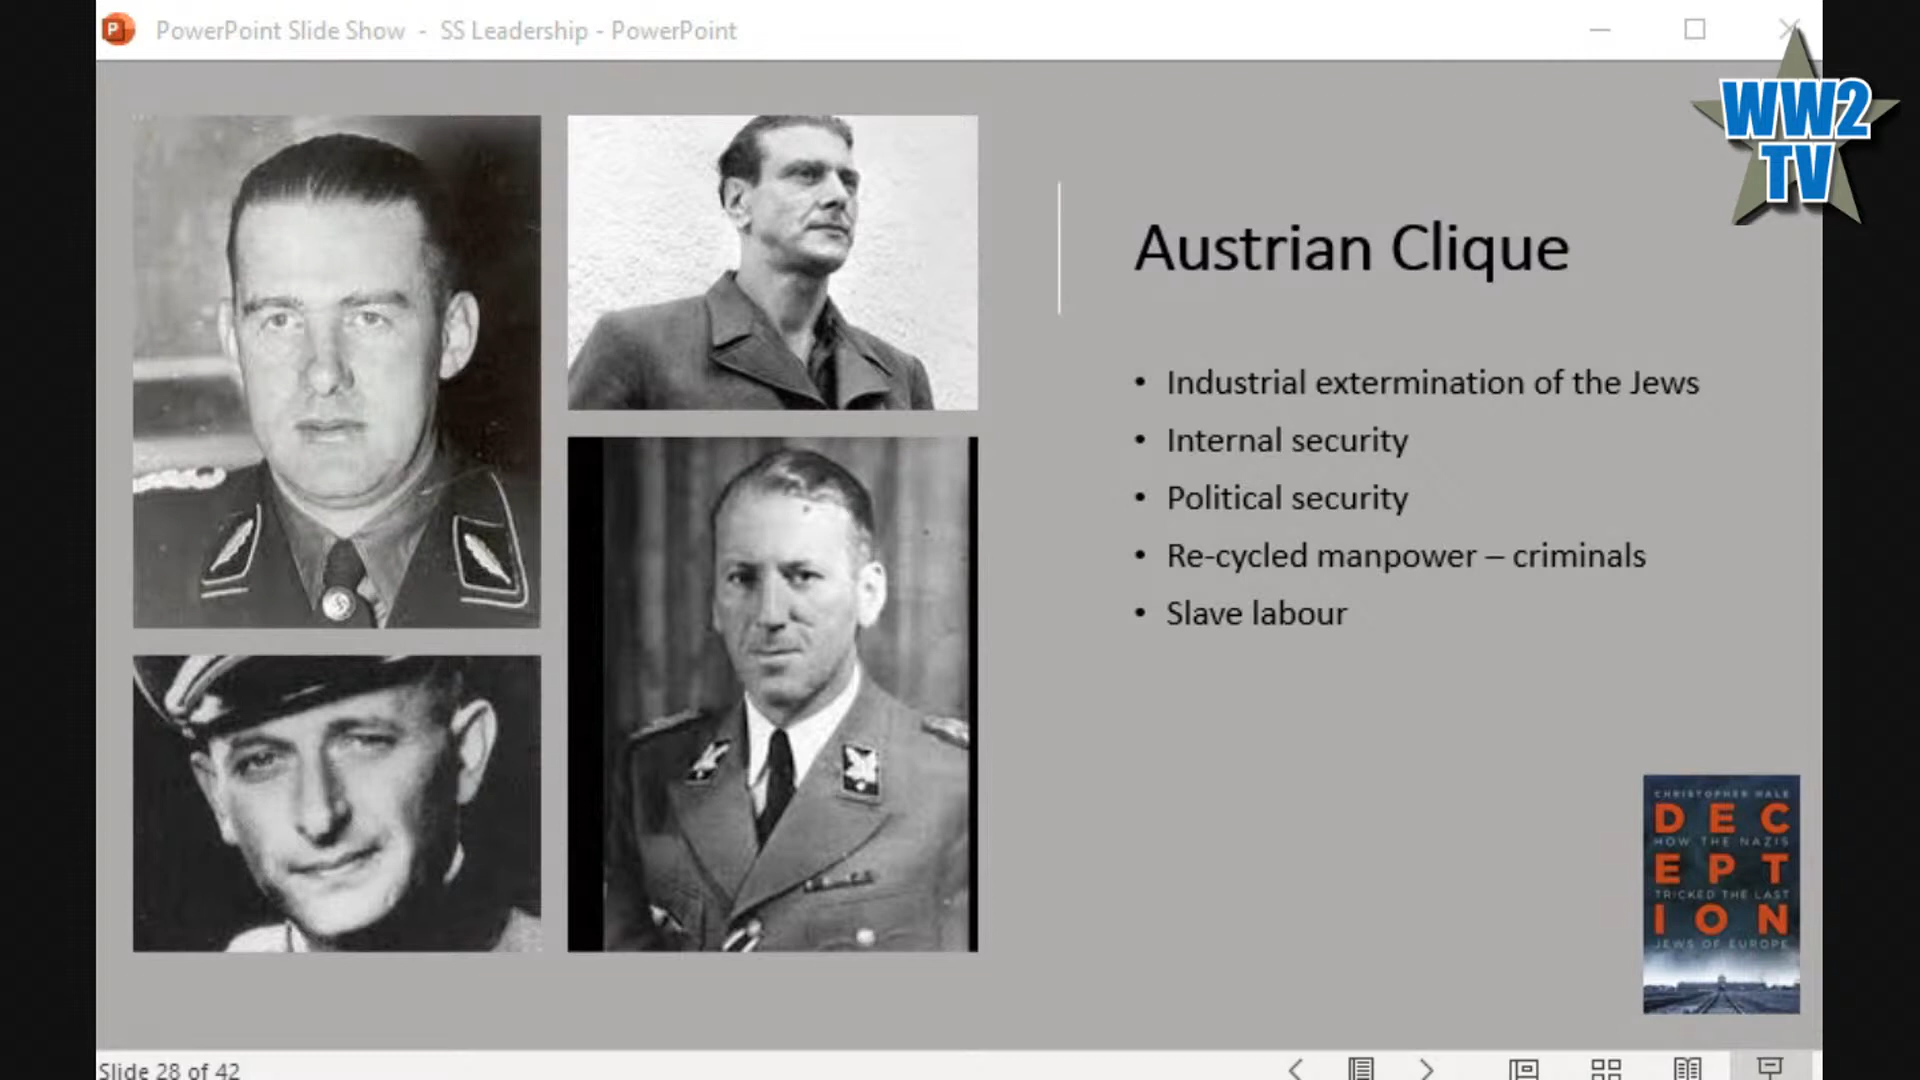 PowerPoint Slide Show - SS Leadership - PowerPoint
WW2
TV
Austrian Clique
• Industrial extermination of the Jews
• Internal security
• Political security
• Re-cycled manpower – criminals
• Slave labour
CHRISTOPHER HALE
DEC
HOW THE NAZIS
EPT
TRICKED THE LAST
ION
JEWS OF EUROPE
Slide 28 of 42